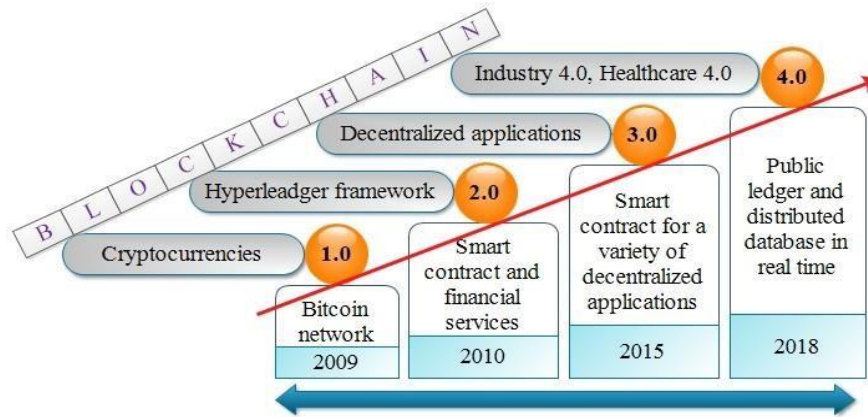 BLOCKCHAIN
Industry 4.0, Healthcare 4.0
4.0
Decentralized applications
3.0
Hyperleadger framework
2.0
Cryptocurrencies
1.0
Bitcoin
network
2009
Smart
contract and
financial
services
2010
Smart
contract for a
variety of
decentralized
applications
2015
Public
ledger and
distributed
database in
real time
2018